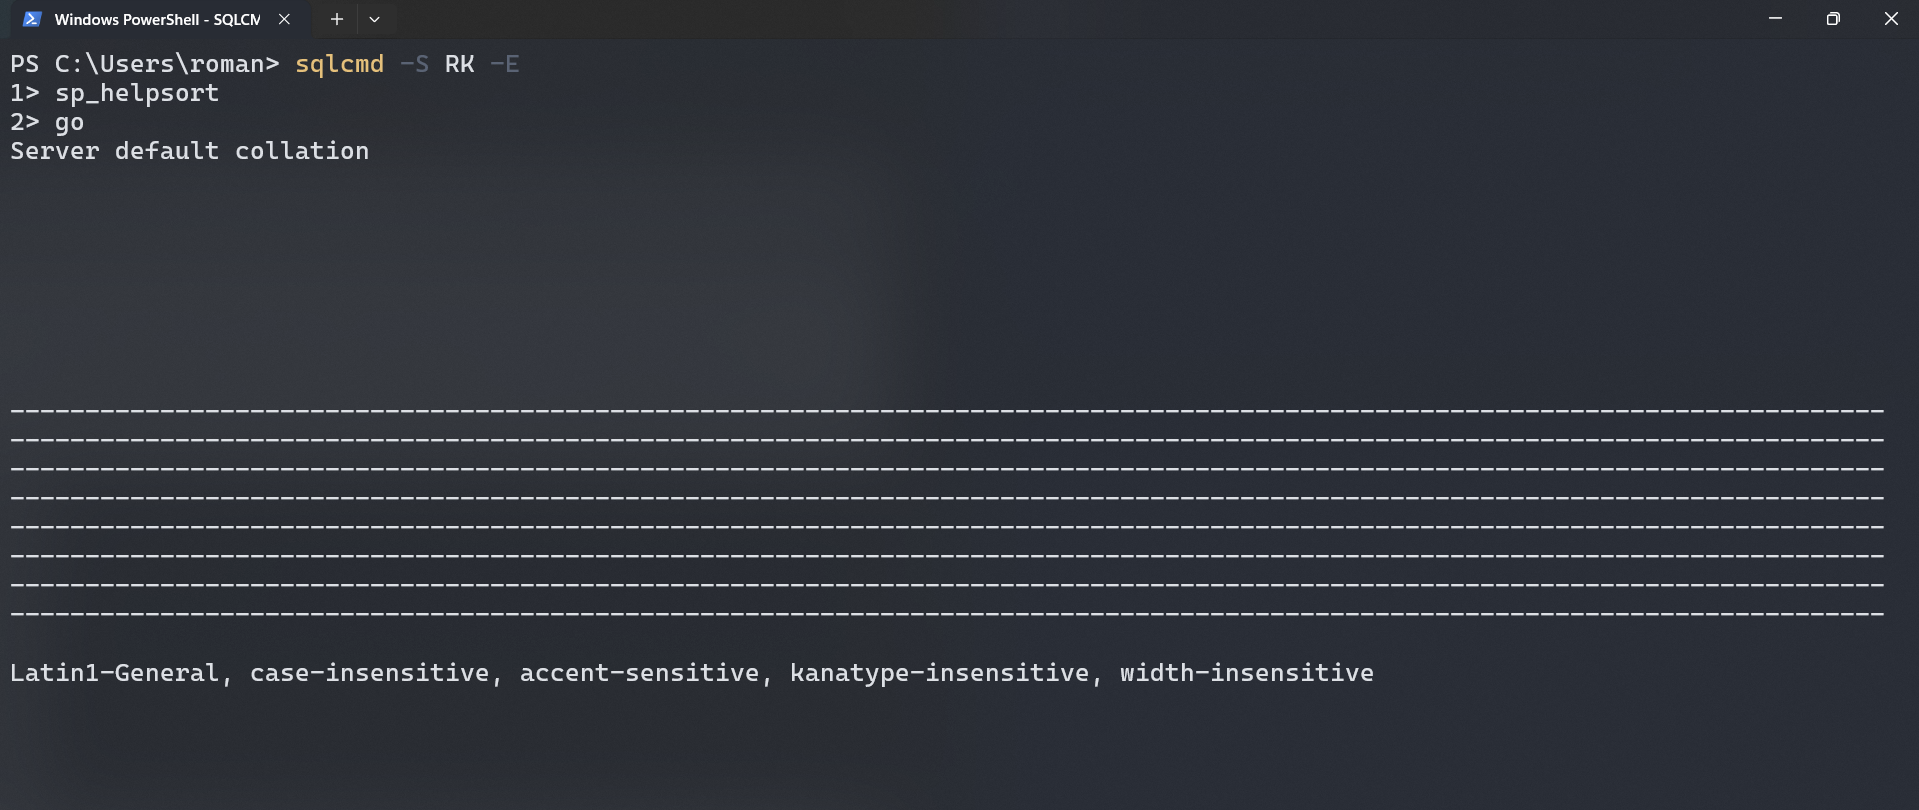 Windows PowerShell - SQLCM
PS C:\Users\roman> sqlcmd -S RK -E
1> sp_helpsort
2> go
Server default collation
-----------------------------------------------------------------------------------------------------------------------------
-----------------------------------------------------------------------------------------------------------------------------
-----------------------------------------------------------------------------------------------------------------------------
-----------------------------------------------------------------------------------------------------------------------------
-----------------------------------------------------------------------------------------------------------------------------
-----------------------------------------------------------------------------------------------------------------------------
-----------------------------------------------------------------------------------------------------------------------------
-----------------------------------------------------------------------------------------------------------------------------
Latin1-General, case-insensitive, accent-sensitive, kanatype-insensitive, width-insensitive